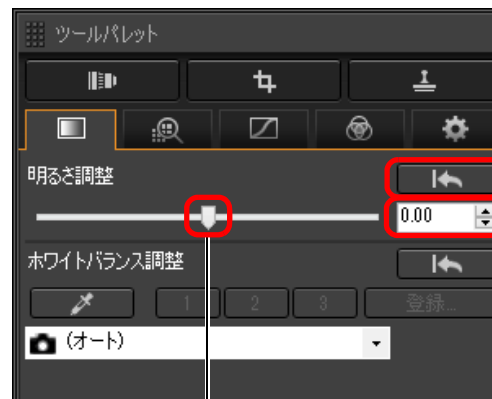 ツールパレット
明るさ調整
0.00
ホワイトバランス調整
1 2 3 登録...
(オート)